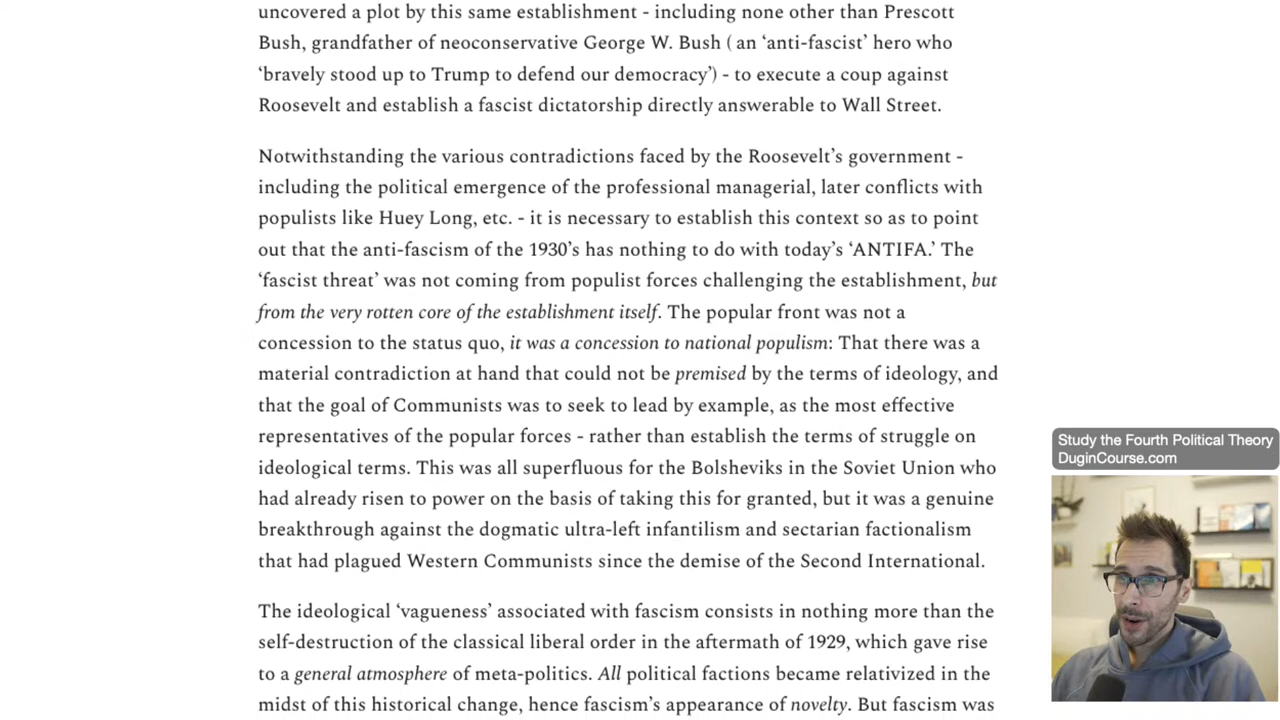 uncovered a plot by this same establishment - including none other than Prescott
Bush, grandfather of neoconservative George W. Bush ( an ‘anti-fascist’ hero who
‘bravely stood up to Trump to defend our democracy’) - to execute a coup against
Roosevelt and establish a fascist dictatorship directly answerable to Wall Street.
Notwithstanding the various contradictions faced by the Roosevelt’s government -
including the political emergence of the professional managerial, later conflicts with
populists like Huey Long, etc. - it is necessary to establish this context so as to point
out that the anti-fascism of the 1930’s has nothing to do with today’s ‘ANTIFA.’ The
‘fascist threat’ was not coming from populist forces challenging the establishment, but
from the very rotten core of the establishment itself. The popular front was not a
concession to the status quo, it was a concession to national populism: That there was a
material contradiction at hand that could not be premised by the terms of ideology, and
that the goal of Communists was to seek to lead by example, as the most effective
representatives of the popular forces - rather than establish the terms of struggle on
ideological terms. This was all superfluous for the Bolsheviks in the Soviet Union who
had already risen to power on the basis of taking this for granted, but it was a genuine
breakthrough against the dogmatic ultra-left infantilism and sectarian factionalism
that had plagued Western Communists since the demise of the Second International.
The ideological ‘vagueness’ associated with fascism consists in nothing more than the
self-destruction of the classical liberal order in the aftermath of 1929, which gave rise
to a general atmosphere of meta-politics. All political factions became relativized in the
midst of this historical change, hence fascism’s appearance of novelty. But fascism was
Study the Fourth Political Theory
DuginCourse.com